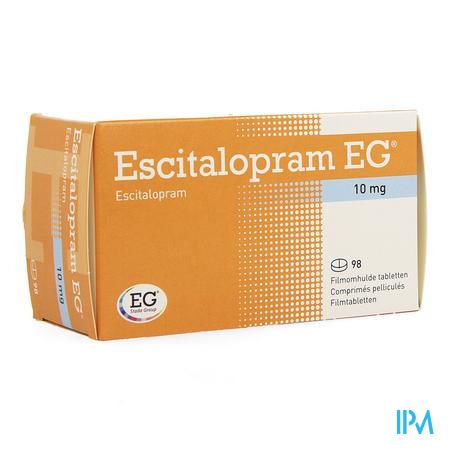 Escitalopram EG®
Escitalopram
10 mg
98
Filmomhulde tabletten
Comprimés pelliculés
Filmtabletten
EG®
Stada Group
Escitalopram EG®
Escitalopram
10 mg
98
IPM